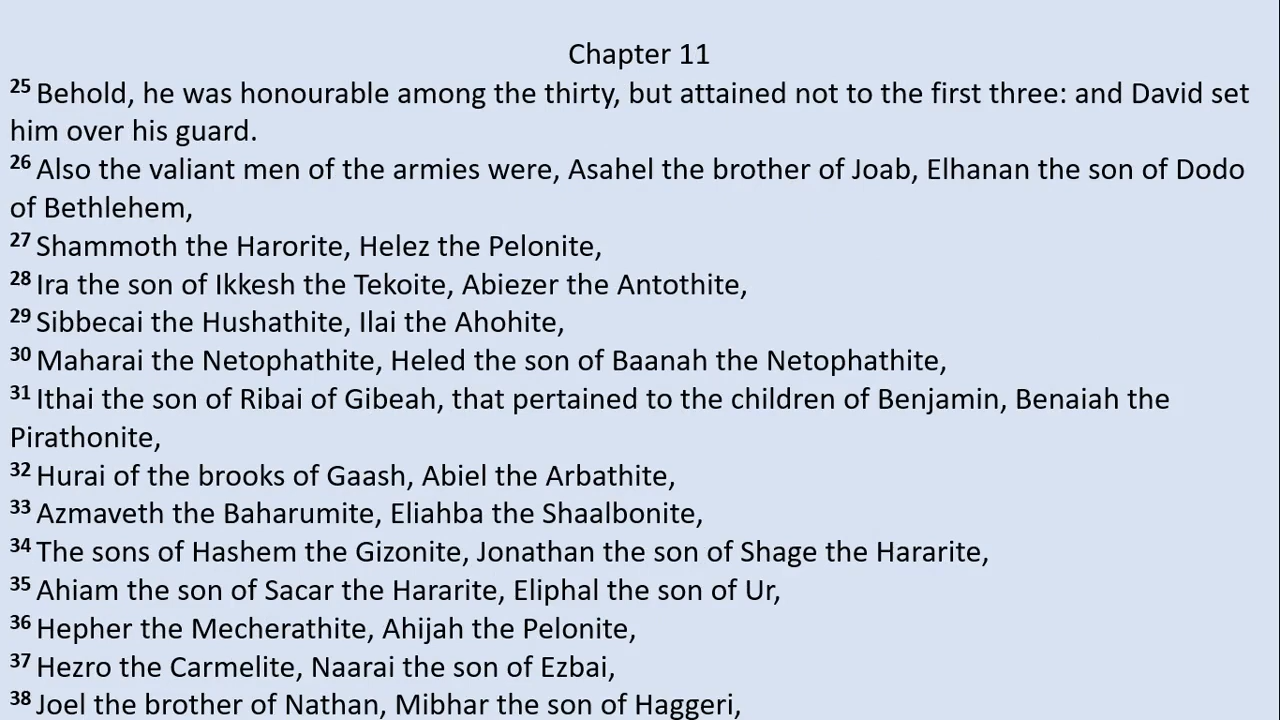 Chapter 11
25 Behold, he was honourable among the thirty, but attained not to the first three: and David set
him over his guard.
26 Also the valiant men of the armies were, Asahel the brother of Joab, Elhanan the son of Dodo
of Bethlehem,
27 Shammoth the Harorite, Helez the Pelonite,
28 Ira the son of Ikkesh the Tekoite, Abiezer the Antothite,
29 Sibbecai the Hushathite, Ilai the Ahohite,
30 Maharai the Netophathite, Heled the son of Baanah the Netophathite,
31 Ithai the son of Ribai of Gibeah, that pertained to the children of Benjamin, Benaiah the
Pirathonite,
32 Hurai of the brooks of Gaash, Abiel the Arbathite,
33 Azmaveth the Baharumite, Eliahba the Shaalbonite,
34 The sons of Hashem the Gizonite, Jonathan the son of Shage the Hararite,
35 Ahiam the son of Sacar the Hararite, Eliphal the son of Ur,
36 Hepher the Mecherathite, Ahijah the Pelonite,
37 Hezro the Carmelite, Naarai the son of Ezbai,
38 Joel the brother of Nathan, Mibhar the son of Haggeri,